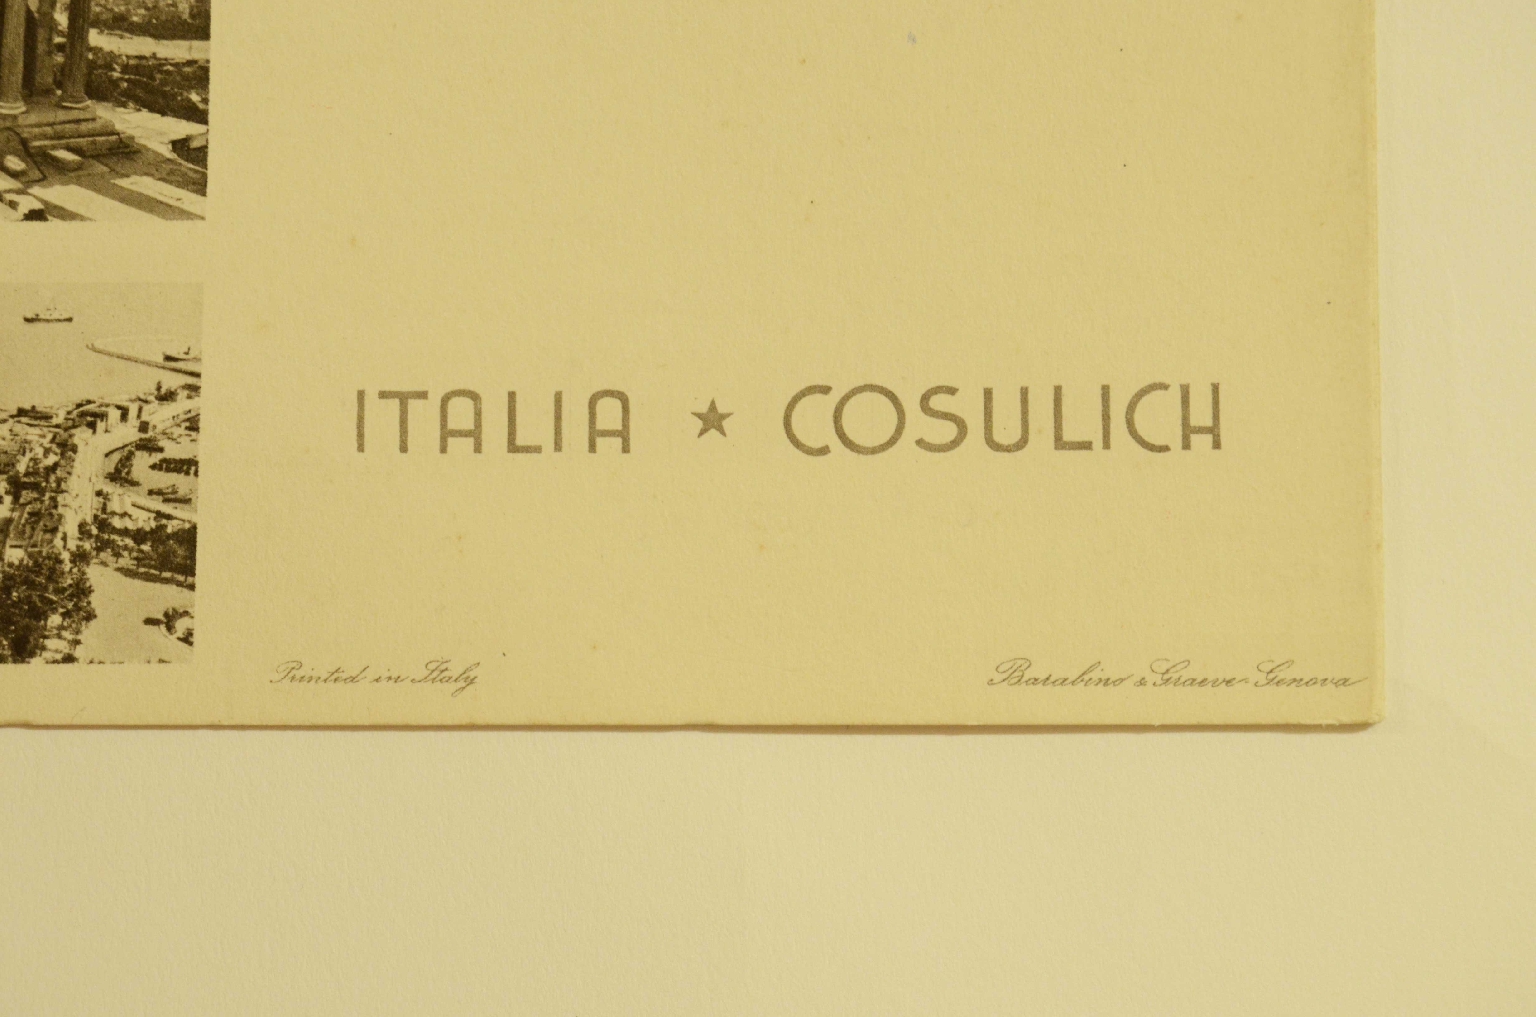 ITALIA ★ COSULICH
Printed in Italy
Barabino & Graeve - Genova